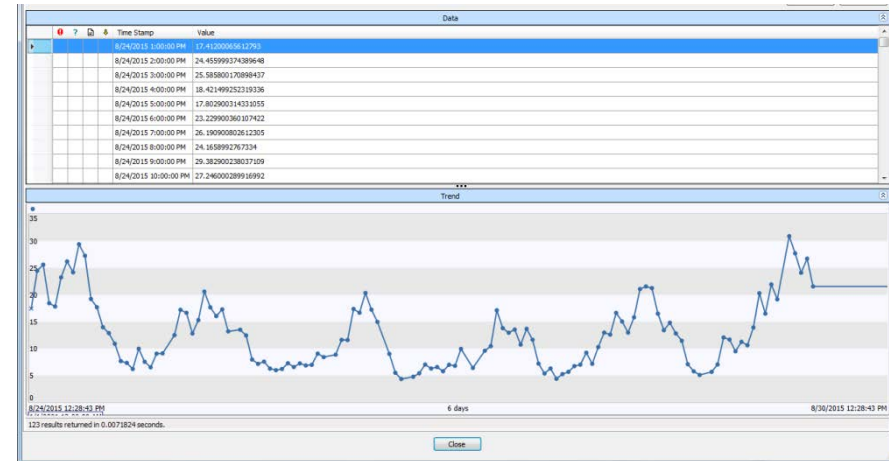 Data
Time Stamp Value
8/24/2015 1:00:00 PM 17.41200065612793
8/24/2015 2:00:00 PM 24.455999374389648
8/24/2015 3:00:00 PM 25.585800170898437
8/24/2015 4:00:00 PM 18.421499252319336
8/24/2015 5:00:00 PM 17.802900314331055
8/24/2015 6:00:00 PM 23.229900360107422
8/24/2015 7:00:00 PM 26.190900802612305
8/24/2015 8:00:00 PM 24.1658992767334
8/24/2015 9:00:00 PM 29.382900238037109
8/24/2015 10:00:00 PM 27.246000289916992
Trend
35
30
25
20
15
10
5
0
8/24/2015 12:28:43 PM 6 days 8/30/2015 12:28:43 PM
123 results returned in 0.0071824 seconds.
Close